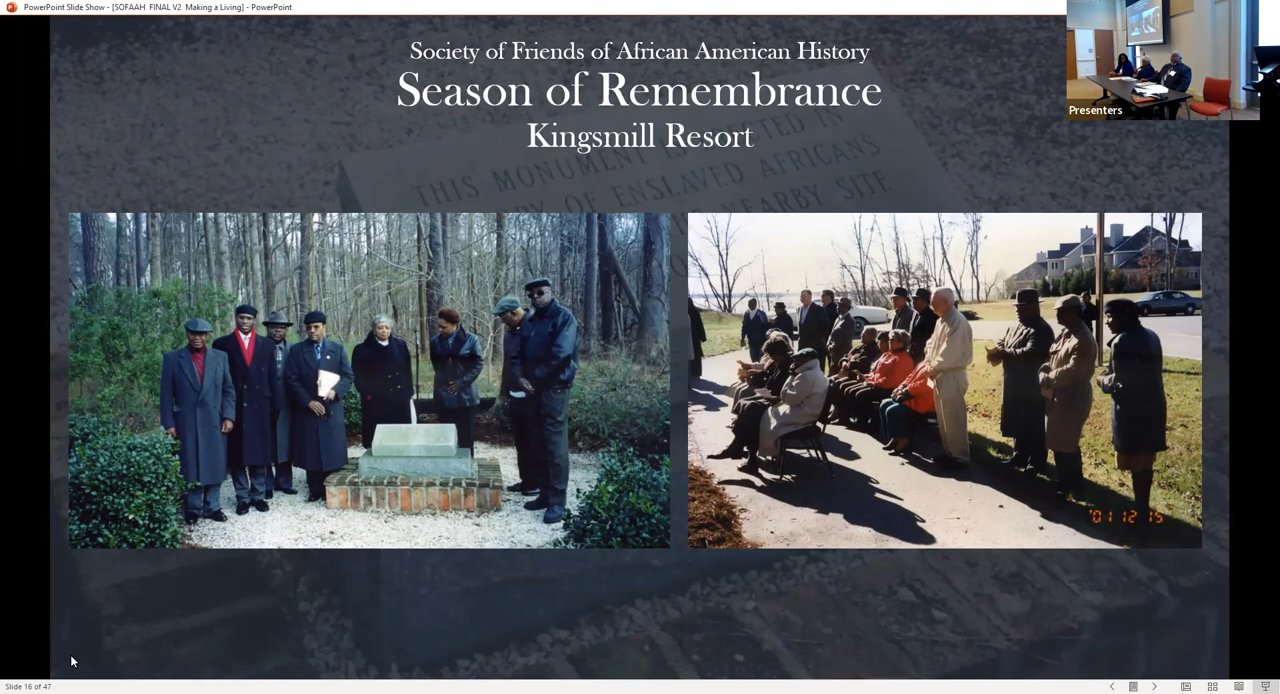 PowerPoint Slide Show - [SOFAAH FINAL V2 Making a Living] - PowerPoint
Society of Friends of African American History
Season of Remembrance
Kingsmill Resort
Presenters
THIS MONUMENT
OF ENSLAVED AFRICANS
NEARBY SITE
'01 12 15
Slide 16 of 47